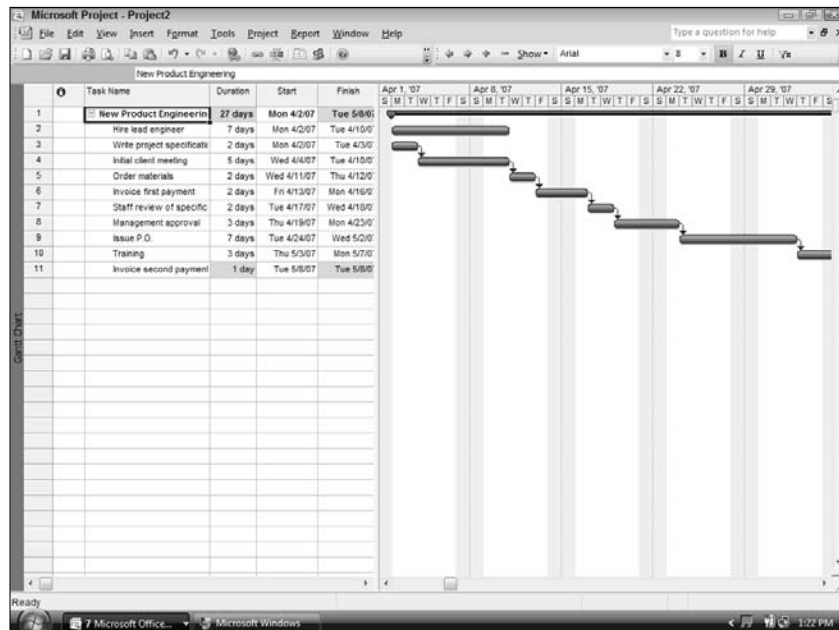 Microsoft Project - Project2
File Edit View Insert Format Tools Project Report Window Help
Type a question for help
Show Arial 8 B I U
New Product Engineering
Task Name Duration Start Finish
Apr 1, '07 Apr 8, '07 Apr 15, '07 Apr 22, '07 Apr 29, '07
S M T W T F S S M T W T F S S M T W T F S S M T W T F S S M T W T F S
1 New Product Engineerin 27 days Mon 4/2/07 Tue 5/8/0
2 Hire lead engineer 7 days Mon 4/2/07 Tue 4/10/0
3 Write project specificati 2 days Mon 4/2/07 Tue 4/3/0
4 Initial client meeting 5 days Wed 4/4/07 Tue 4/10/0
5 Order materials 2 days Wed 4/11/07 Thu 4/12/0
6 Invoice first payment 2 days Fri 4/13/07 Mon 4/16/0
7 Staff review of specific 2 days Tue 4/17/07 Wed 4/18/0
8 Management approval 3 days Thu 4/19/07 Mon 4/23/0
9 Issue P.O. 7 days Tue 4/24/07 Wed 5/2/0
10 Training 3 days Thu 5/3/07 Mon 5/7/0
11 Invoice second payment 1 day Tue 5/8/07 Tue 5/8/0
Gantt Chart
Ready
7 Microsoft Office... Microsoft Windows 1:22 PM